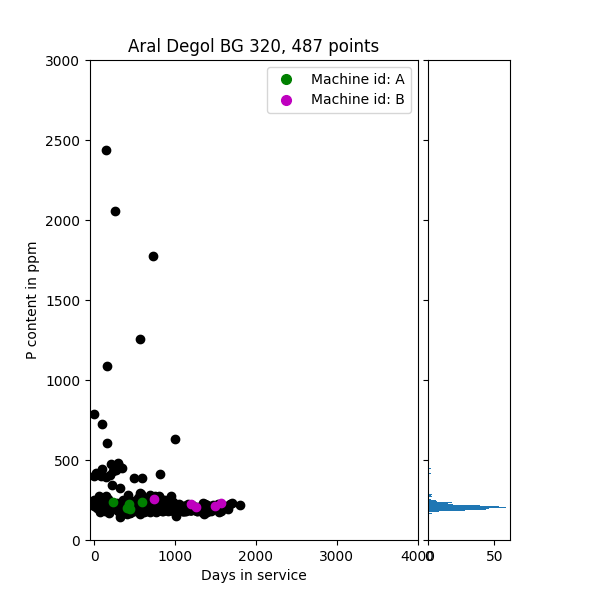 Aral Degol BG 320, 487 points
Machine id: A
Machine id: B
P content in ppm
3000
2500
2000
1500
1000
500
0
0 1000 2000 3000 4000
0 50
Days in service